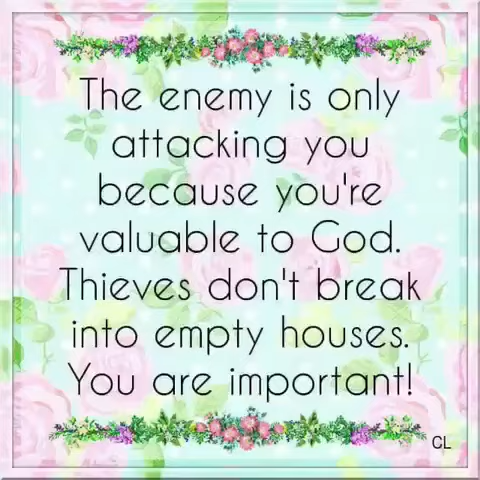 The enemy is only
attacking you
because you're
valuable to God.
Thieves don't break
into empty houses.
You are important!
CL